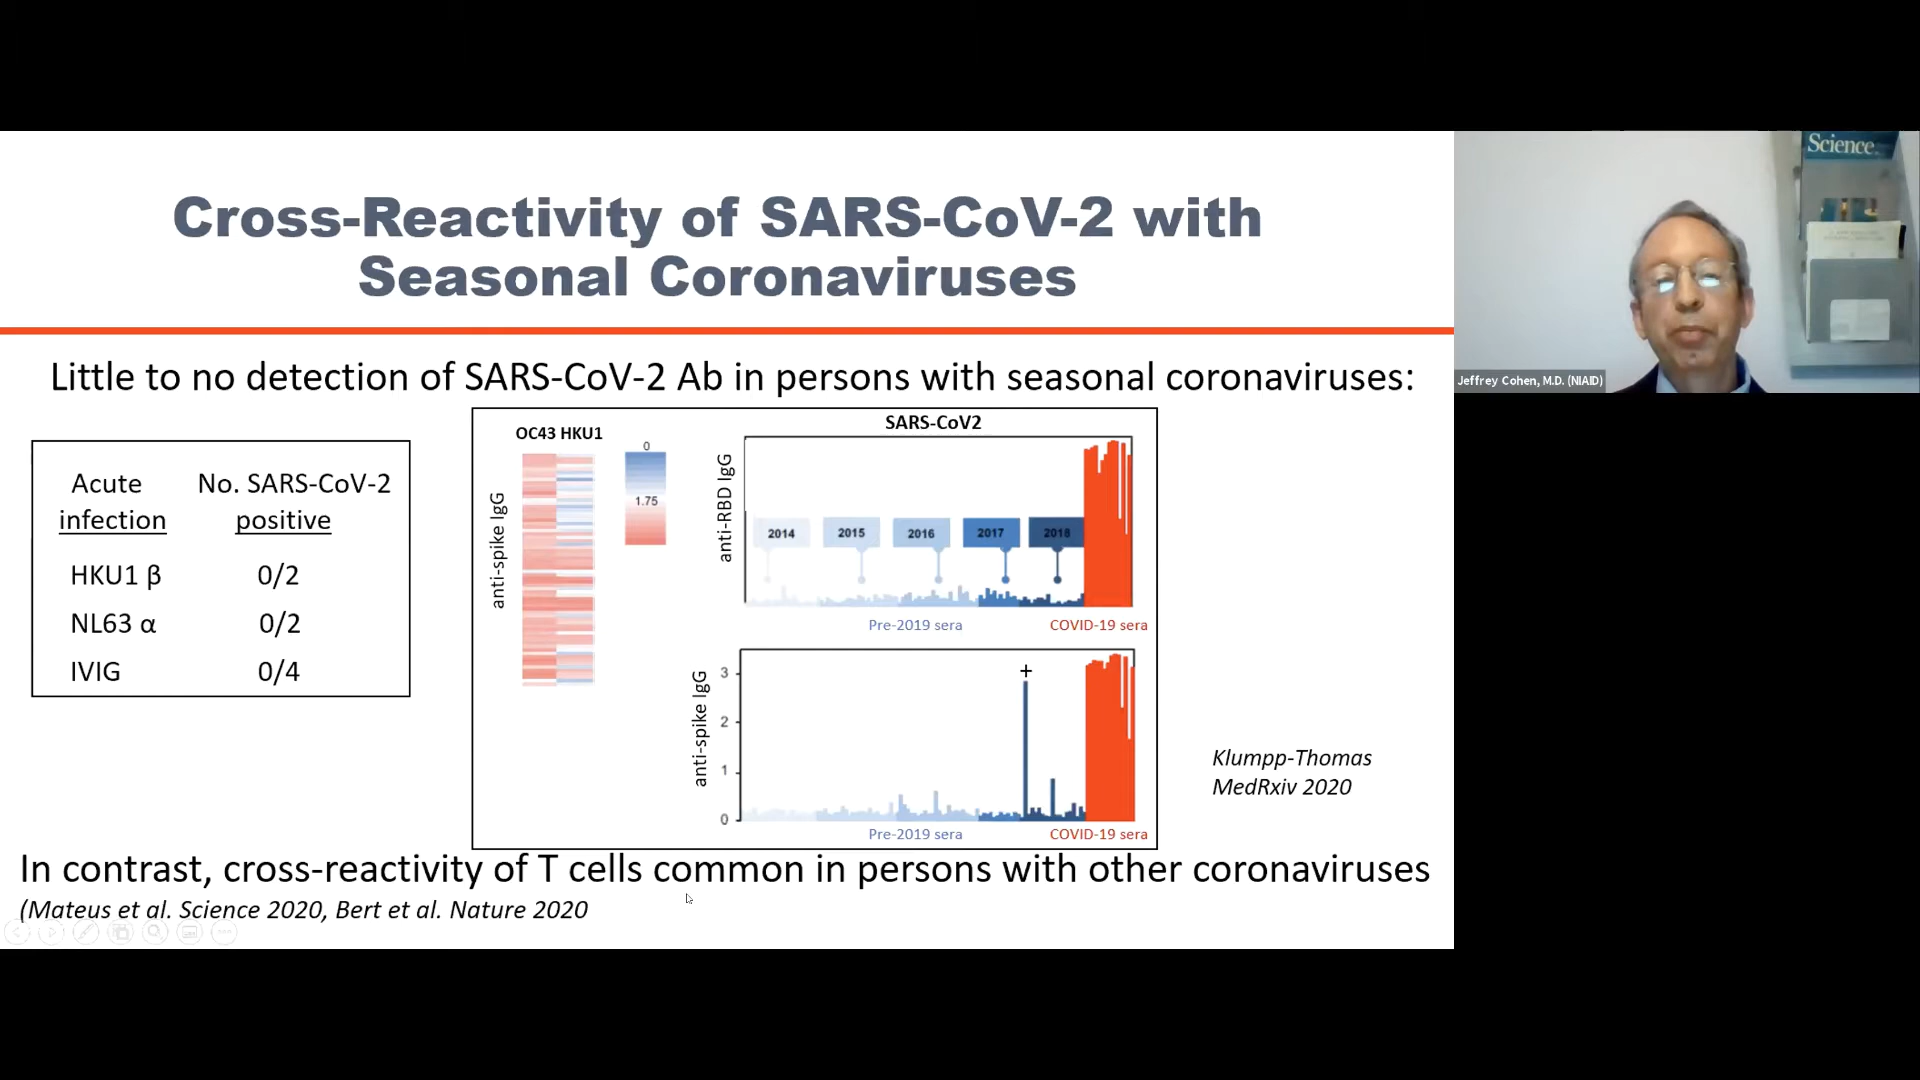 Cross-Reactivity of SARS-CoV-2 with
Seasonal Coronaviruses
Little to no detection of SARS-CoV-2 Ab in persons with seasonal coronaviruses:
Acute No. SARS-CoV-2
infection positive
HKU1 β 0/2
NL63 α 0/2
IVIG 0/4
OC43 HKU1
anti-spike IgG
0
1.75
SARS-CoV2
anti-RBD IgG
2014 2015 2016 2017 2018
Pre-2019 sera COVID-19 sera
+
anti-spike IgG
3
2
1
0
Pre-2019 sera COVID-19 sera
Klumpp-Thomas
MedRxiv 2020
In contrast, cross-reactivity of T cells common in persons with other coronaviruses
(Mateus et al. Science 2020, Bert et al. Nature 2020
Science
Jeffrey Cohen, M.D. (NIAID)